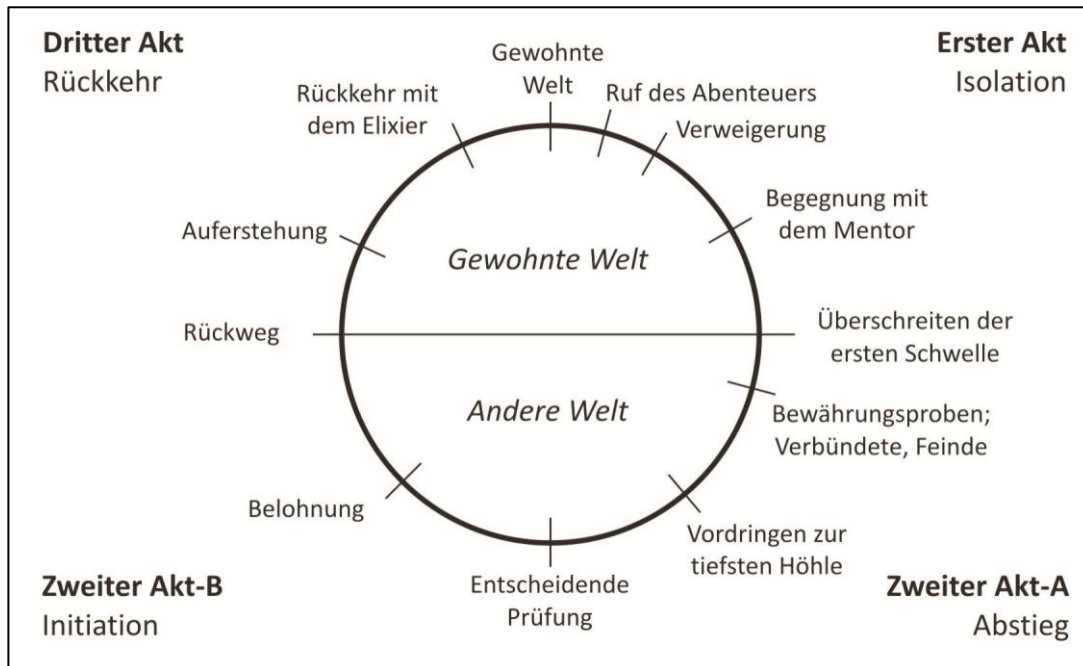 Dritter Akt
Rückkehr
Erster Akt
Isolation
Gewohnte
Welt
Ruf des Abenteuers
Verweigerung
Begegnung mit
dem Mentor
Überschreiten der
ersten Schwelle
Bewährungsproben;
Verbündete, Feinde
Vordringen zur
tiefsten Höhle
Entscheidende
Prüfung
Belohnung
Rückweg
Auferstehung
Rückkehr mit
dem Elixier
Gewohnte Welt
Andere Welt
Zweiter Akt-B
Initiation
Zweiter Akt-A
Abstieg